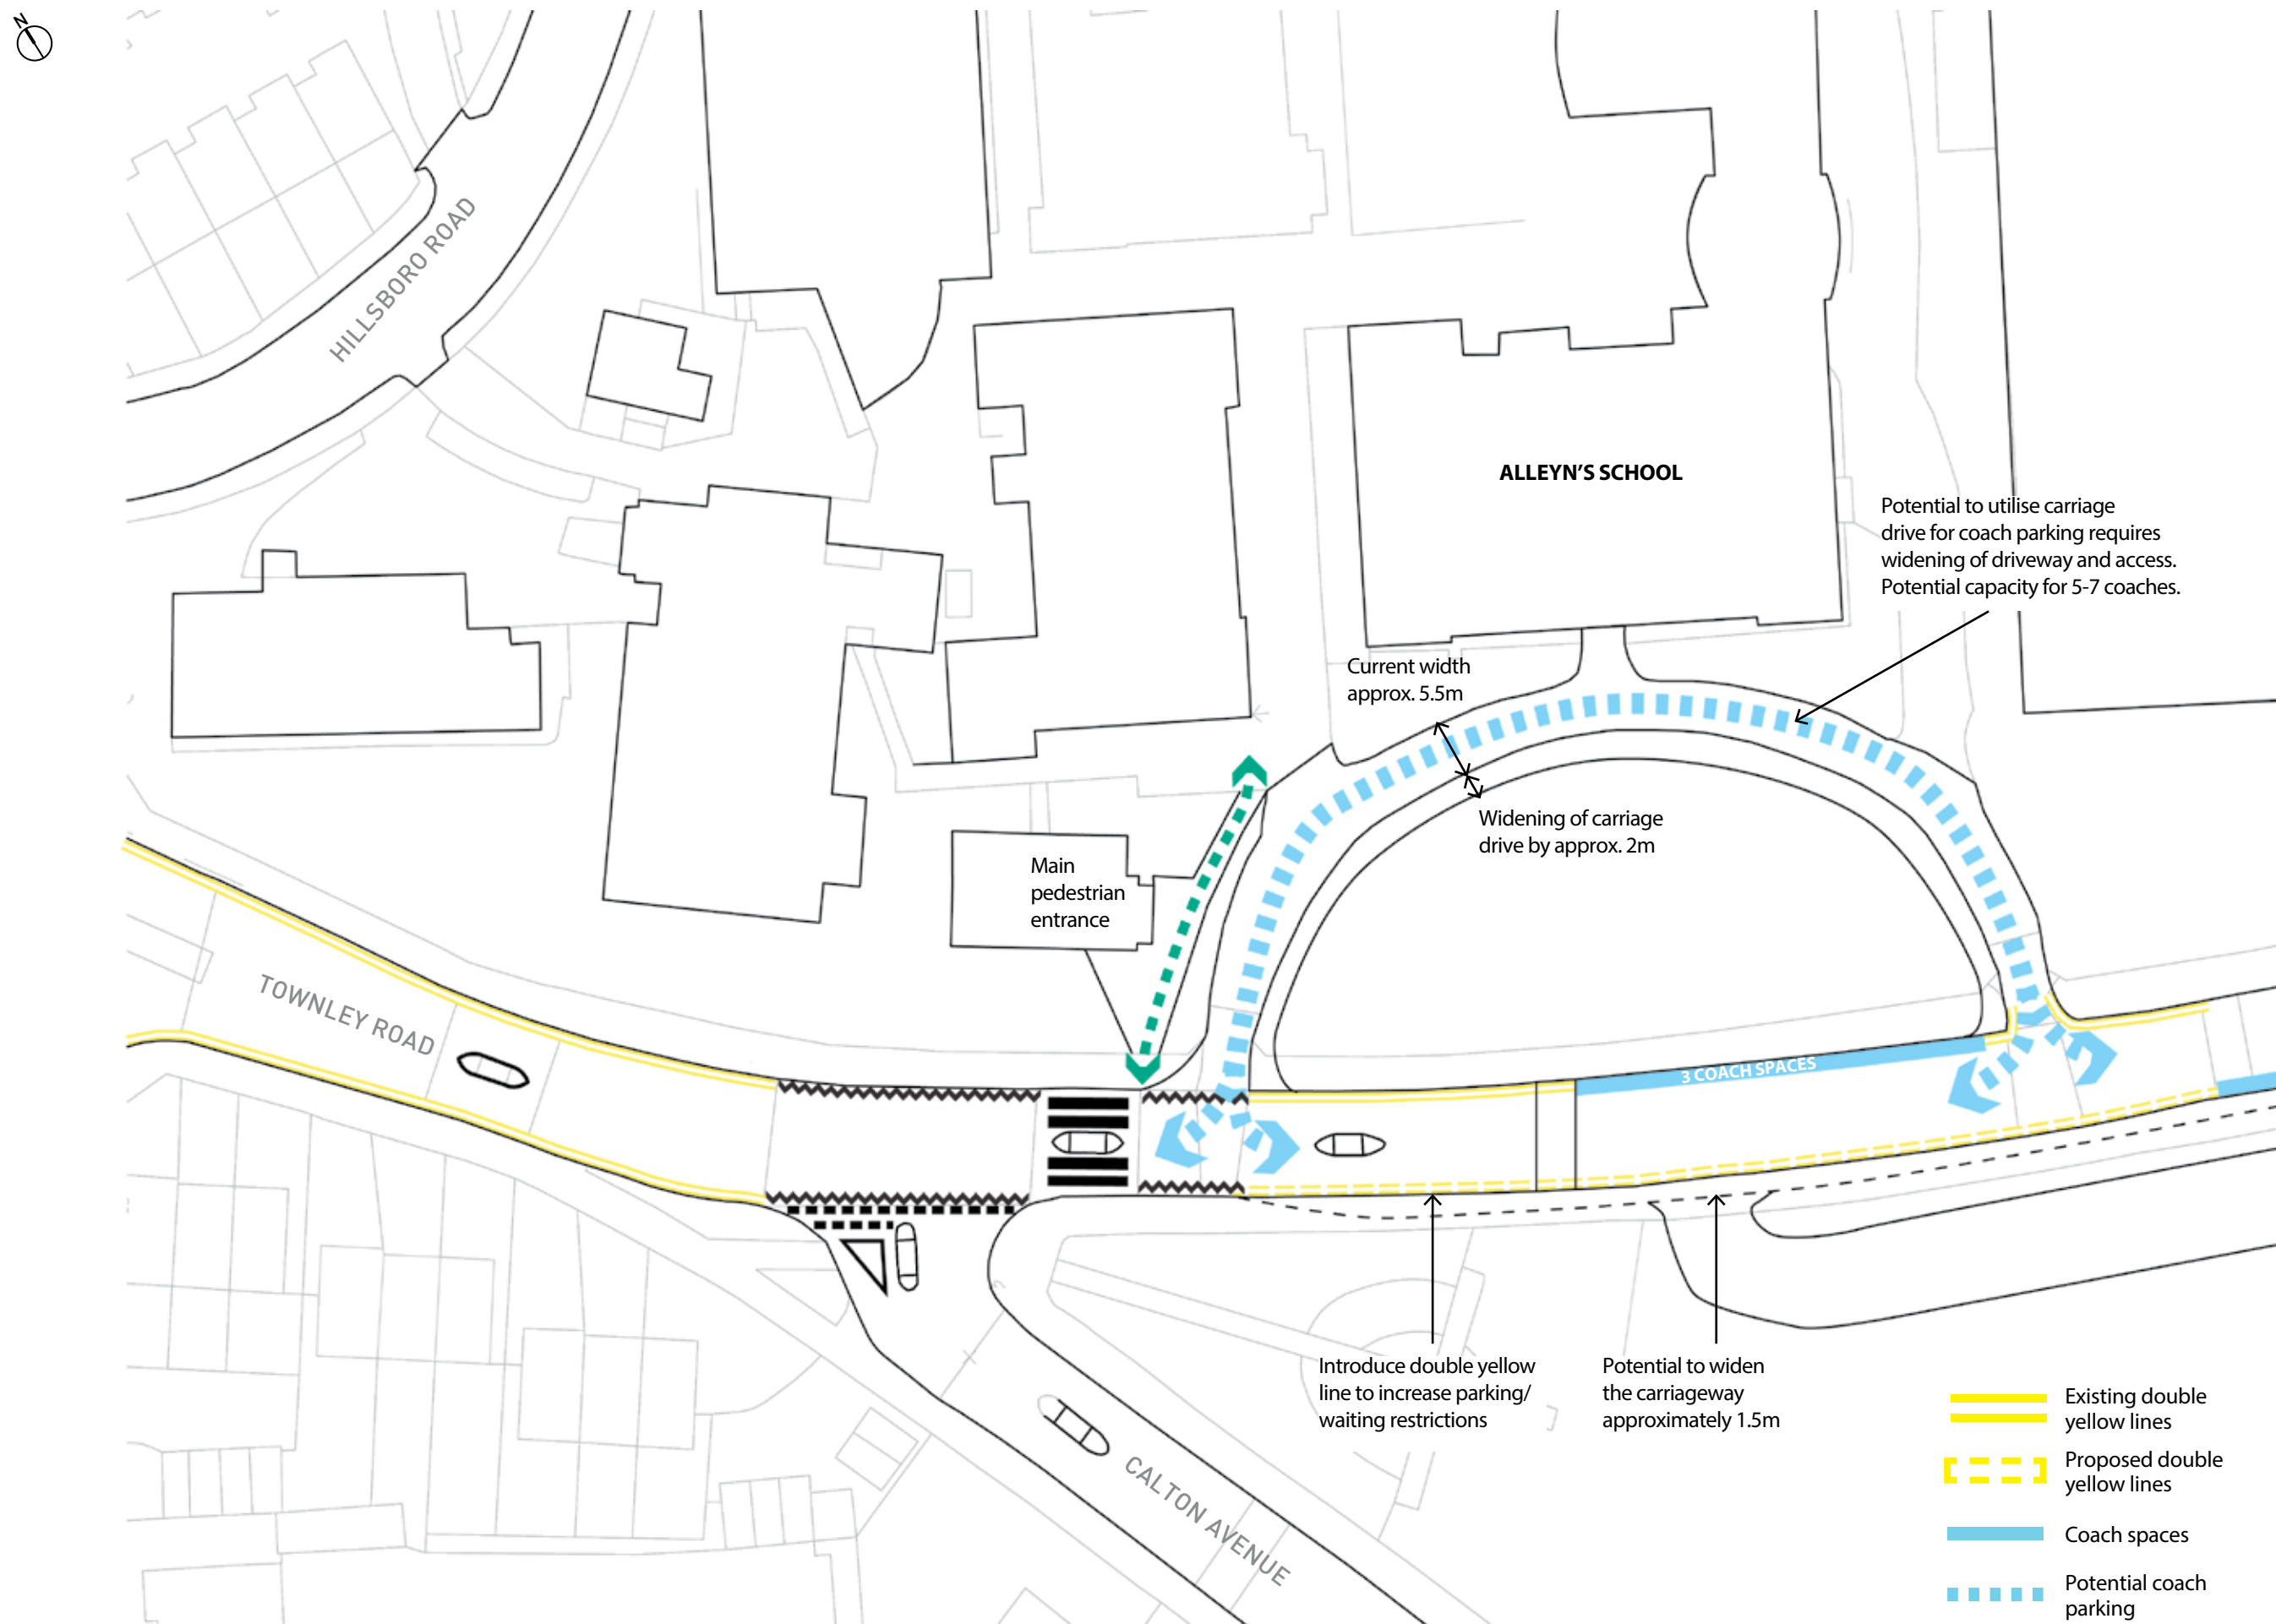 N
HILLSBORO ROAD
ALLEYN'S SCHOOL
Potential to utilise carriage
drive for coach parking requires
widening of driveway and access.
Potential capacity for 5-7 coaches.
Current width
approx. 5.5m
Widening of carriage
drive by approx. 2m
Main
pedestrian
entrance
TOWNLEY ROAD
3 COACH SPACES
Introduce double yellow
line to increase parking/
waiting restrictions
Potential to widen
the carriageway
approximately 1.5m
CALTON AVENUE
Existing double
yellow lines
Proposed double
yellow lines
Coach spaces
Potential coach
parking